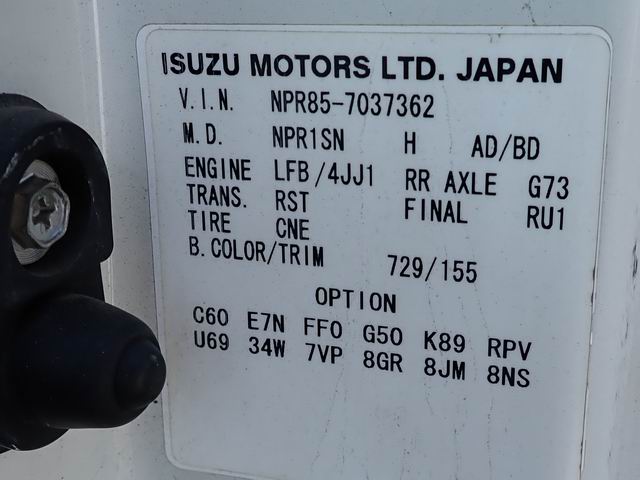 ISUZU MOTORS LTD. JAPAN
V.I.N. NPR85-7037362
M.D. NPR1SN H AD/BD
ENGINE LFB/4JJ1 RR AXLE G73
TRANS. RST FINAL RU1
TIRE CNE
B.COLOR/TRIM 729/155
OPTION
C60 E7N FF0 G50 K89 RPV
U69 34W 7VP 8GR 8JM 8NS